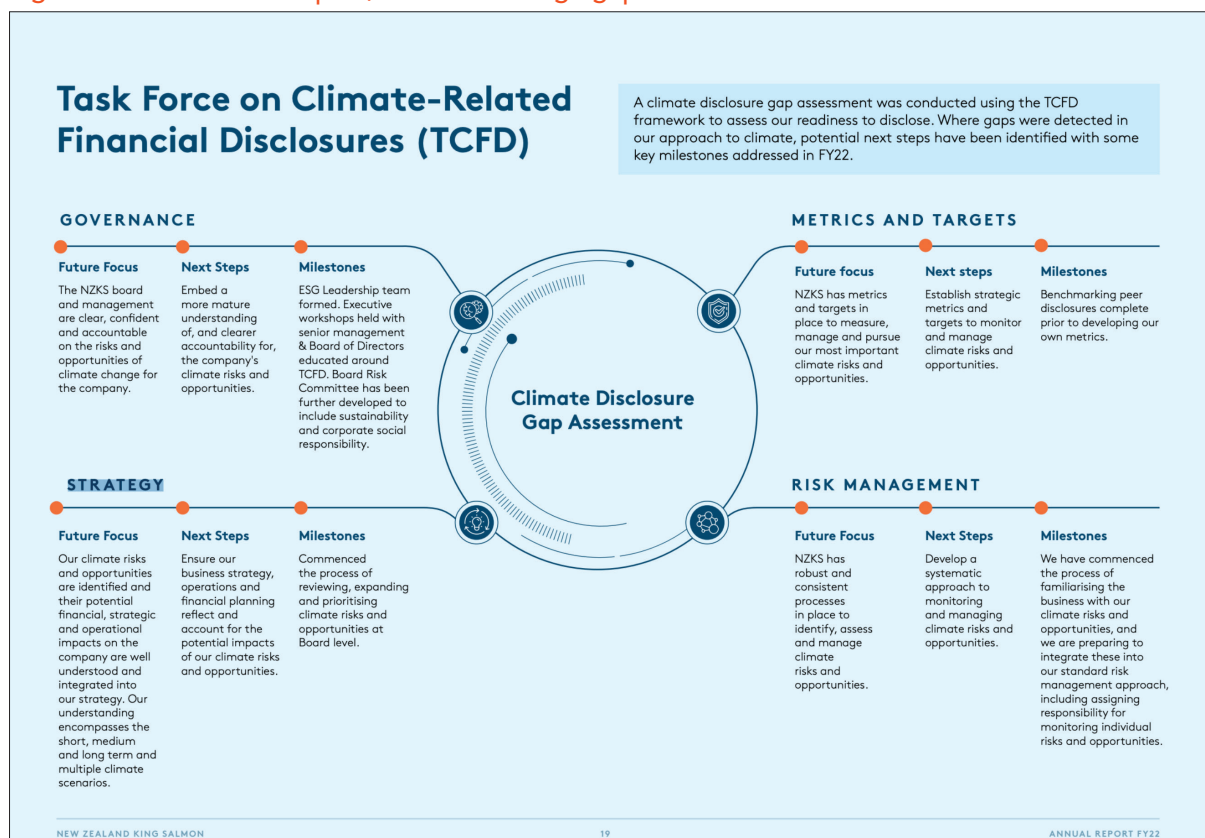 Task Force on Climate-Related
Financial Disclosures (TCFD)
A climate disclosure gap assessment was conducted using the TCFD
framework to assess our readiness to disclose. Where gaps were detected in
our approach to climate, potential next steps have been identified with some
key milestones addressed in FY22.
GOVERNANCE
Future Focus
The NZKS board
and management
are clear, confident
and accountable
on the risks and
opportunities of
climate change for
the company.
Next Steps
Embed a
more mature
understanding
of, and clearer
accountability for,
the company's
climate risks and
opportunities.
Milestones
ESG Leadership team
formed. Executive
workshops held with
senior management
& Board of Directors
educated around
TCFD. Board Risk
Committee has been
further developed to
include sustainability
and corporate social
responsibility.
METRICS AND TARGETS
Future focus
NZKS has metrics
and targets in
place to measure,
manage and pursue
our most important
climate risks and
opportunities.
Next steps
Establish strategic
metrics and
targets to monitor
and manage
climate risks and
opportunities.
Milestones
Benchmarking peer
disclosures complete
prior to developing our
own metrics.
Climate Disclosure
Gap Assessment
STRATEGY
Future Focus
Our climate risks
and opportunities
are identified and
their potential
financial, strategic
and operational
impacts on the
company are well
understood and
integrated into
our strategy. Our
understanding
encompasses the
short, medium
and long term and
multiple climate
scenarios.
Next Steps
Ensure our
business strategy,
operations and
financial planning
reflect and
account for the
potential impacts
of our climate risks
and opportunities.
Milestones
Commenced
the process of
reviewing, expanding
and prioritising
climate risks and
opportunities at
Board level.
RISK MANAGEMENT
Future Focus
NZKS has
robust and
consistent
processes
in place to
identify, assess
and manage
climate
risks and
opportunities.
Next Steps
Develop a
systematic
approach to
monitoring
and managing
climate risks and
opportunities.
Milestones
We have commenced
the process of
familiarising the
business with our
climate risks and
opportunities, and
we are preparing to
integrate these into
our standard risk
management approach,
including assigning
responsibility for
monitoring individual
risks and opportunities.
NEW ZEALAND KING SALMON
19
ANNUAL REPORT FY22